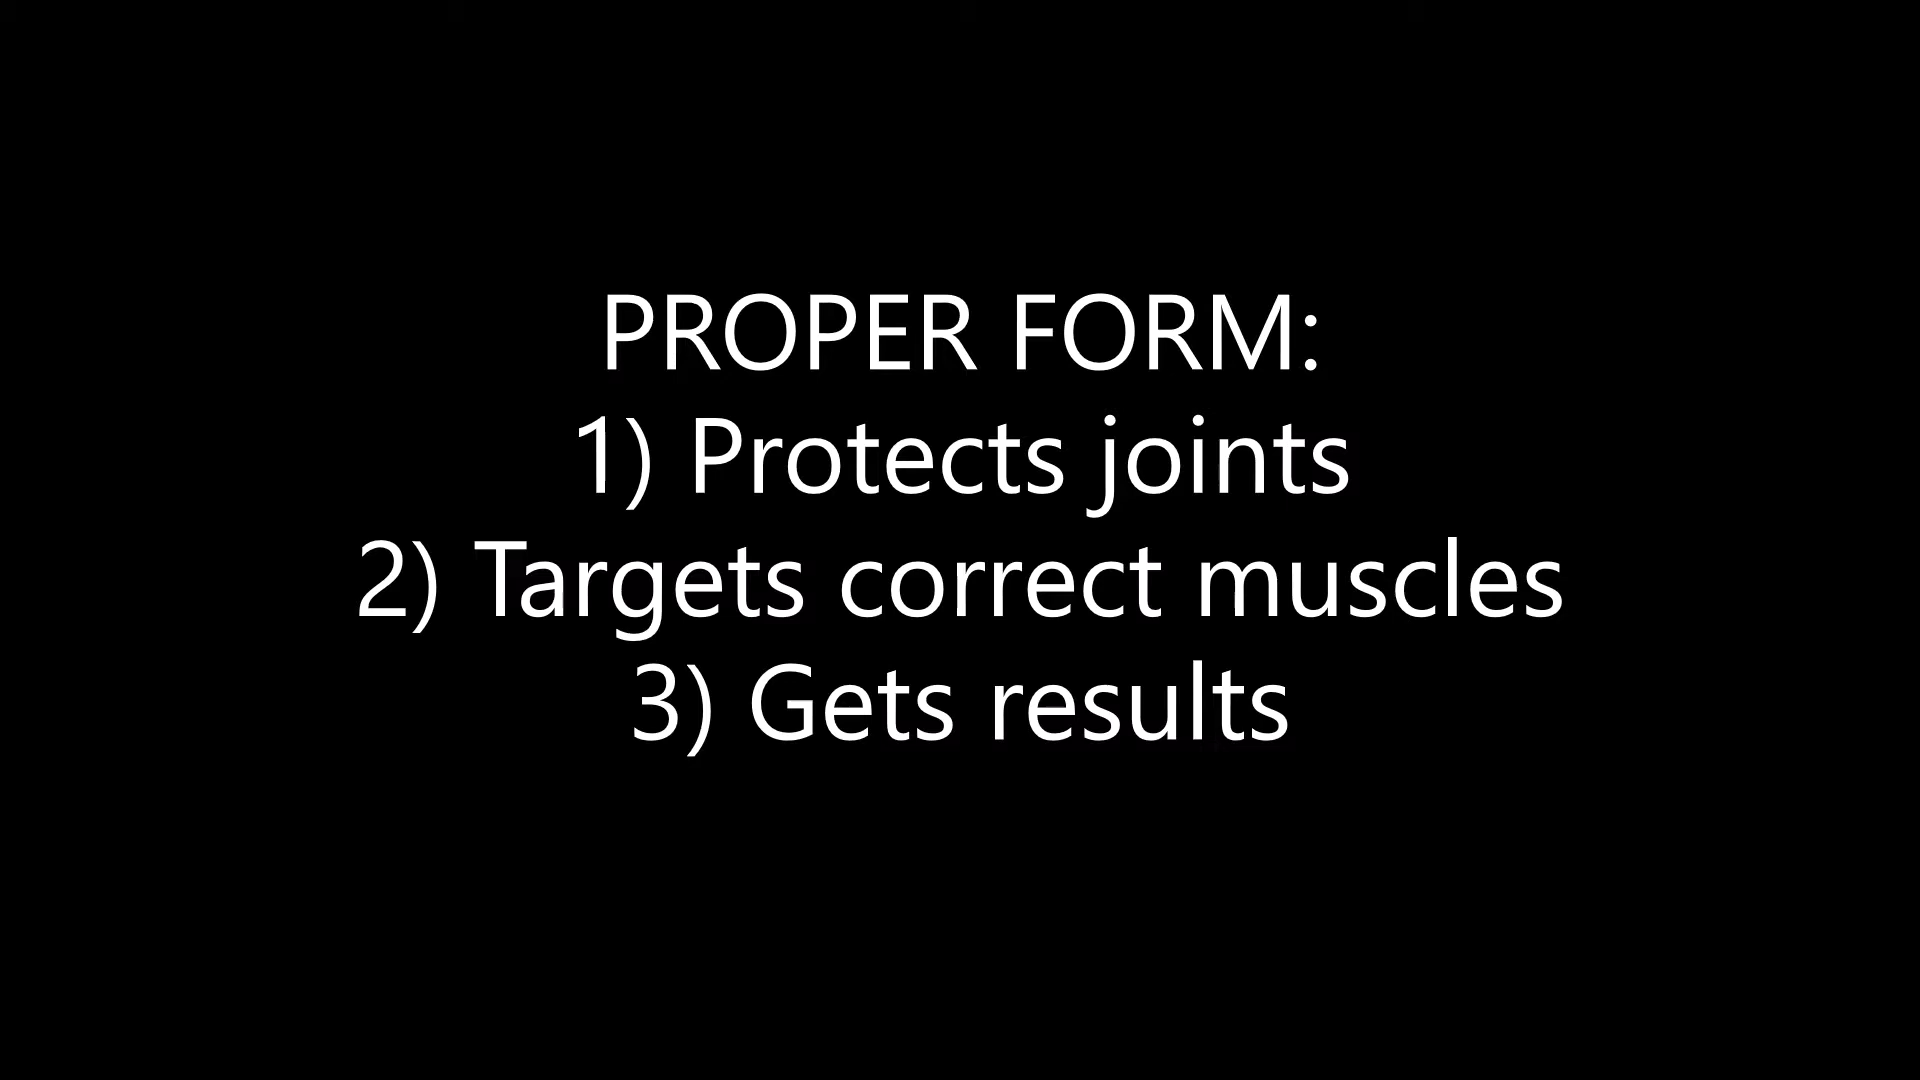 PROPER FORM:
1) Protects joints
2) Targets correct muscles
3) Gets results